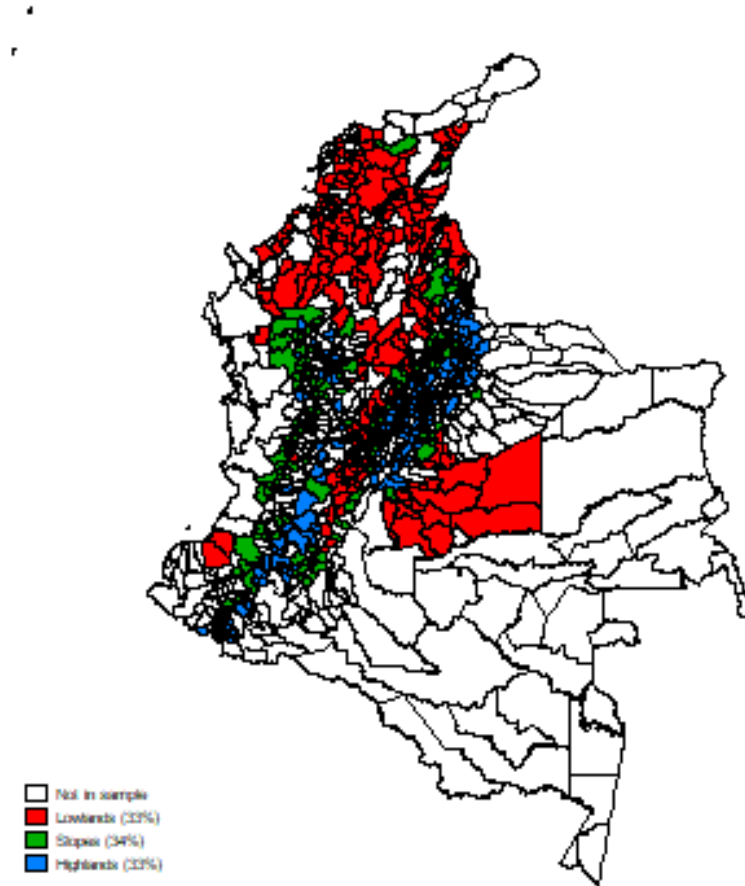 Not in sample
Lowlands (33%)
Slopes (34%)
Highlands (33%)